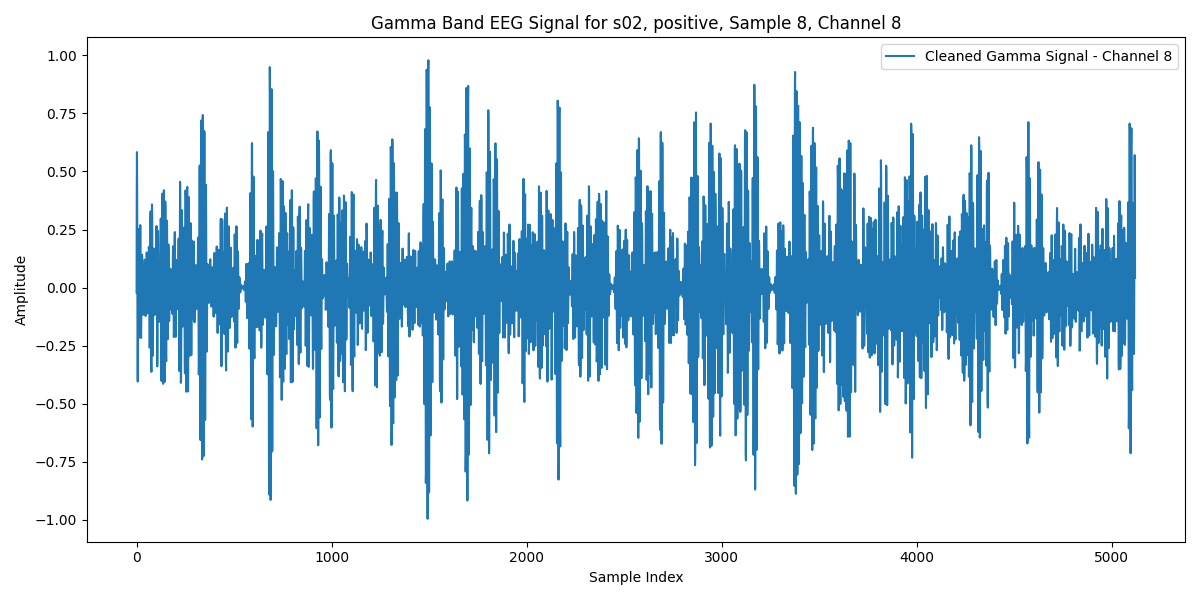 Gamma Band EEG Signal for s02, positive, Sample 8, Channel 8
Cleaned Gamma Signal - Channel 8
1.00
0.75
0.50
0.25
0.00
−0.25
−0.50
−0.75
−1.00
Amplitude
0 1000 2000 3000 4000 5000
Sample Index